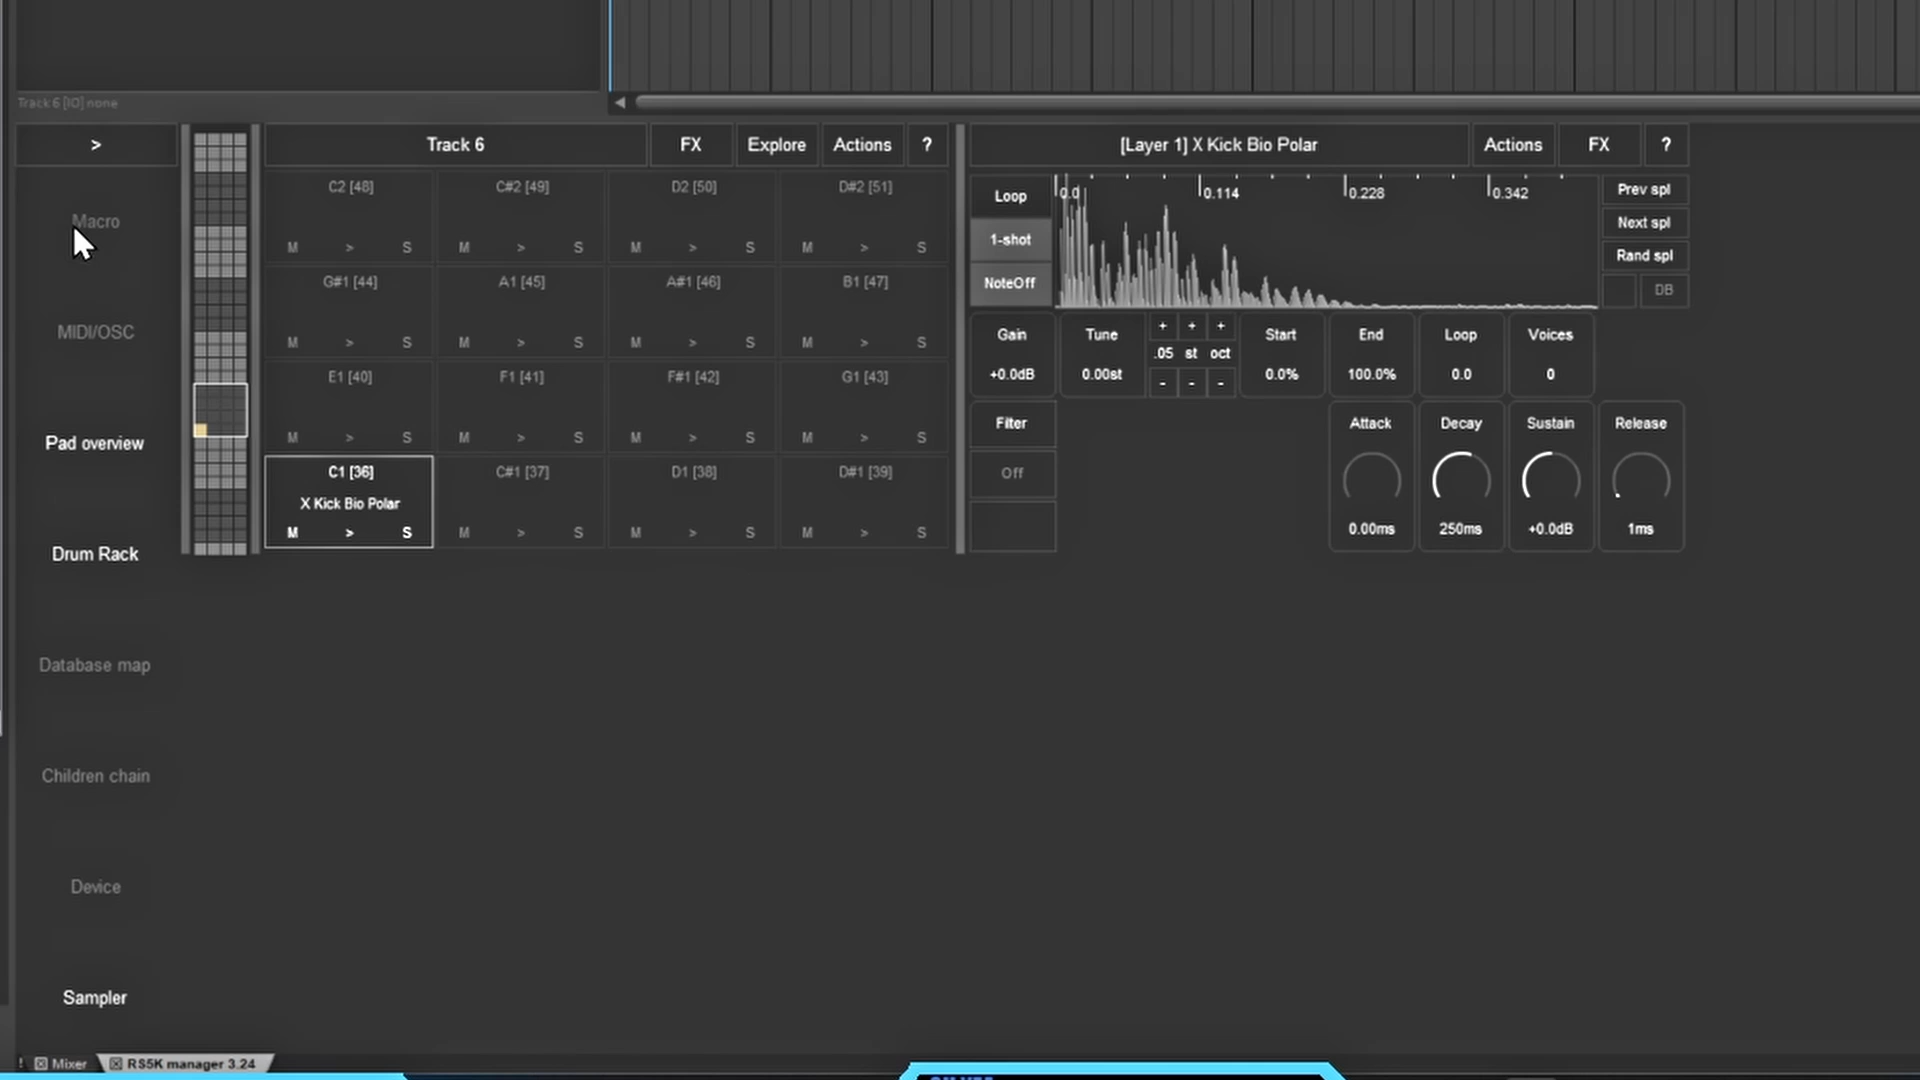 Track 6 [IO] none
>
Macro
MIDI/OSC
Pad overview
Drum Rack
Database map
Children chain
Device
Sampler
Track 6 FX Explore Actions ?
C2 [48] C#2 [49] D2 [50] D#2 [51]
M > S M > S M > S M > S
G#1 [44] A1 [45] A#1 [46] B1 [47]
M > S M > S M > S M > S
E1 [40] F1 [41] F#1 [42] G1 [43]
M > S M > S M > S M > S
C1 [36] C#1 [37] D1 [38] D#1 [39]
X Kick Bio Polar
M > S M > S M > S M > S
[Layer 1] X Kick Bio Polar Actions FX ?
Loop 0.0 0.114 0.228 0.342 Prev spl
1-shot Next spl
NoteOff Rand spl
DB
Gain Tune + + + Start End Loop Voices
.05 st oct
+0.0dB 0.00st - - - 0.0% 100.0% 0.0 0
Filter Attack Decay Sustain Release
Off
0.00ms 250ms +0.0dB 1ms
! Mixer RS5K manager 3.24